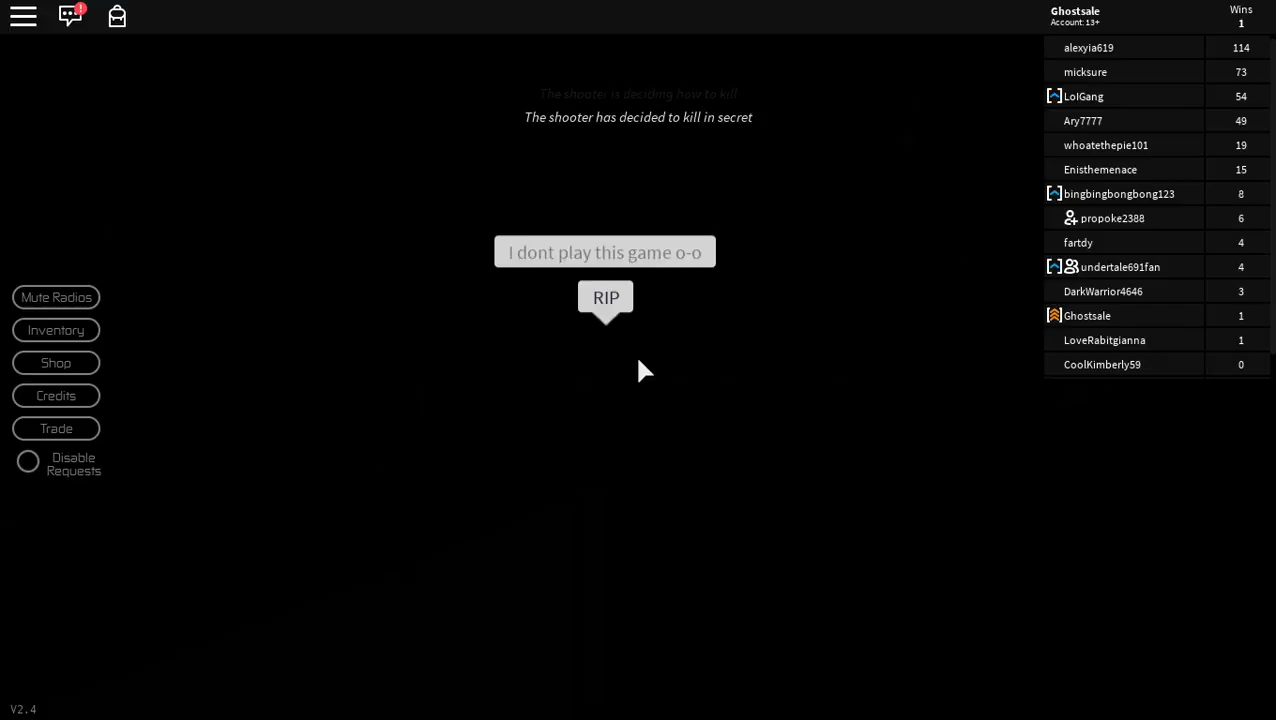 Ghostsale
Account: 13+
Wins
1
alexyia619 114
micksure 73
LolGang 54
Ary7777 49
whoatethepie101 19
Enisthemenace 15
bingbingbongbong123 8
propoke2388 6
fartdy 4
undertale691fan 4
DarkWarrior4646 3
Ghostsale 1
LoveRabitgianna 1
CoolKimberly59 0
The shooter is deciding how to kill
The shooter has decided to kill in secret
I dont play this game o-o
RIP
Mute Radios
Inventory
Shop
Credits
Trade
Disable
Requests
V2.4